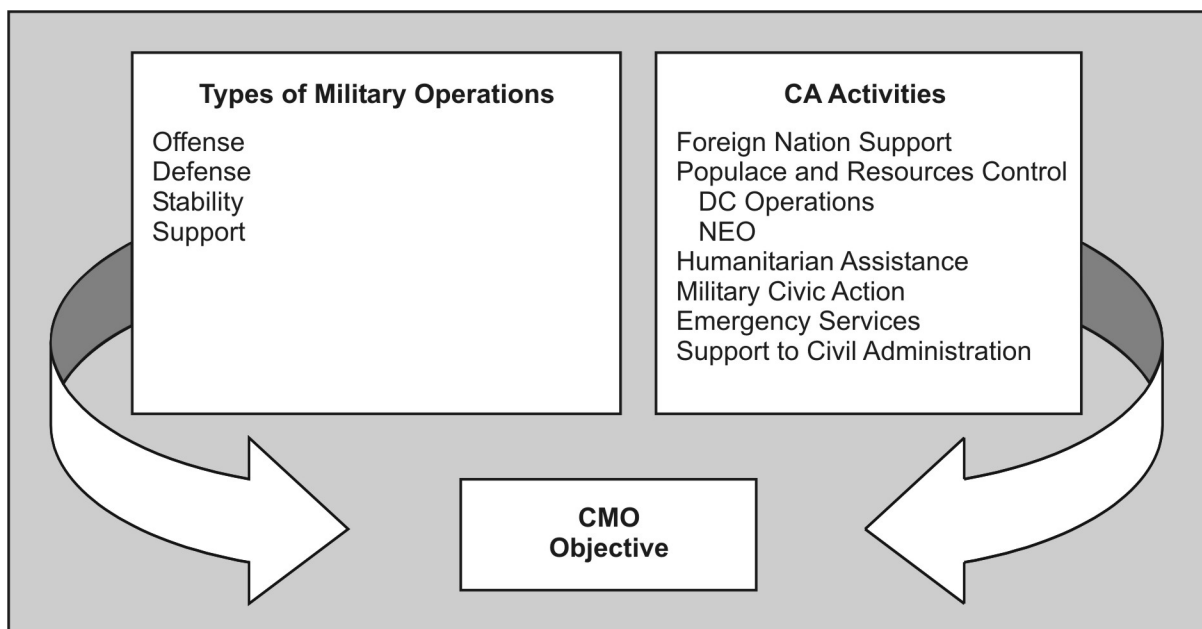 Types of Military Operations
Offense
Defense
Stability
Support
CA Activities
Foreign Nation Support
Populace and Resources Control
DC Operations
NEO
Humanitarian Assistance
Military Civic Action
Emergency Services
Support to Civil Administration
CMO
Objective